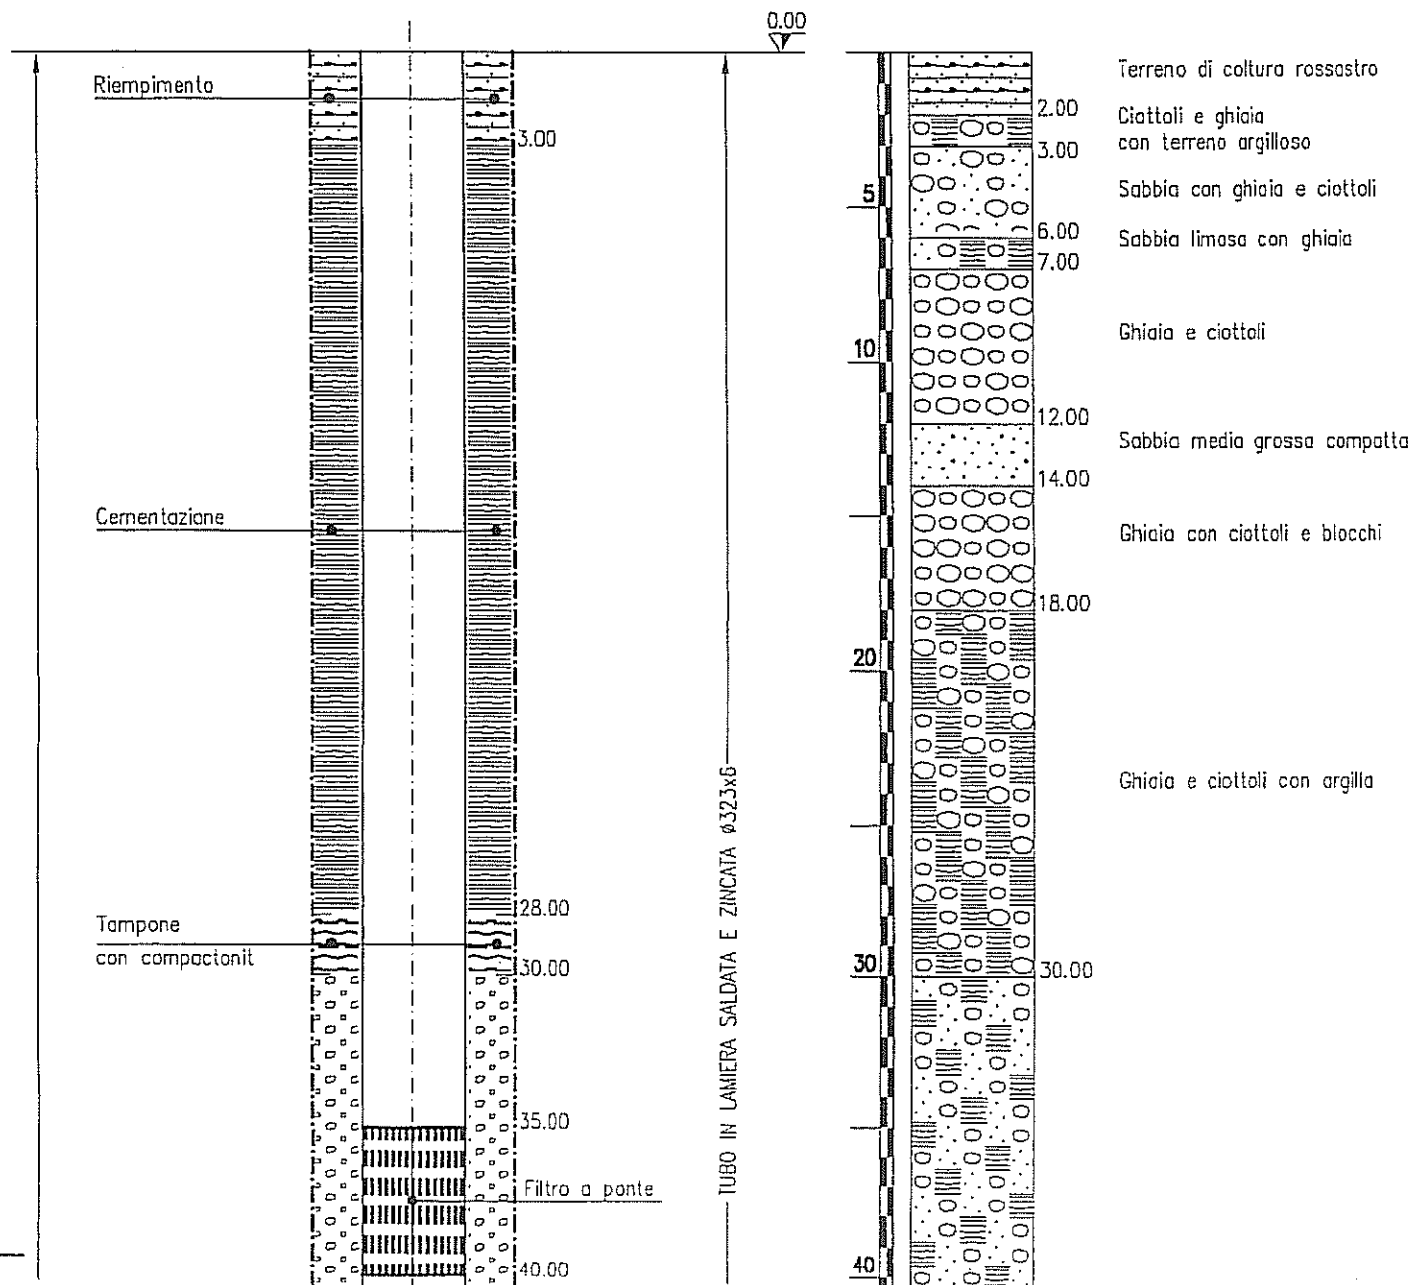 0.00
Riempimento
3.00
Cementazione
28.00
Tampone
con compactonit
30.00
35.00
Filtro a ponte
40.00
TUBO IN LAMIERA SALDATA E ZINCATA ø323x6
5
10
20
30
40
2.00
3.00
6.00
7.00
12.00
14.00
18.00
30.00
Terreno di coltura rossastro
Ciottoli e ghiaia
con terreno argilloso
Sabbia con ghiaia e ciottoli
Sabbia limosa con ghiaia
Ghiaia e ciottoli
Sabbia media grossa compatta
Ghiaia con ciottoli e blocchi
Ghiaia e ciottoli con argilla